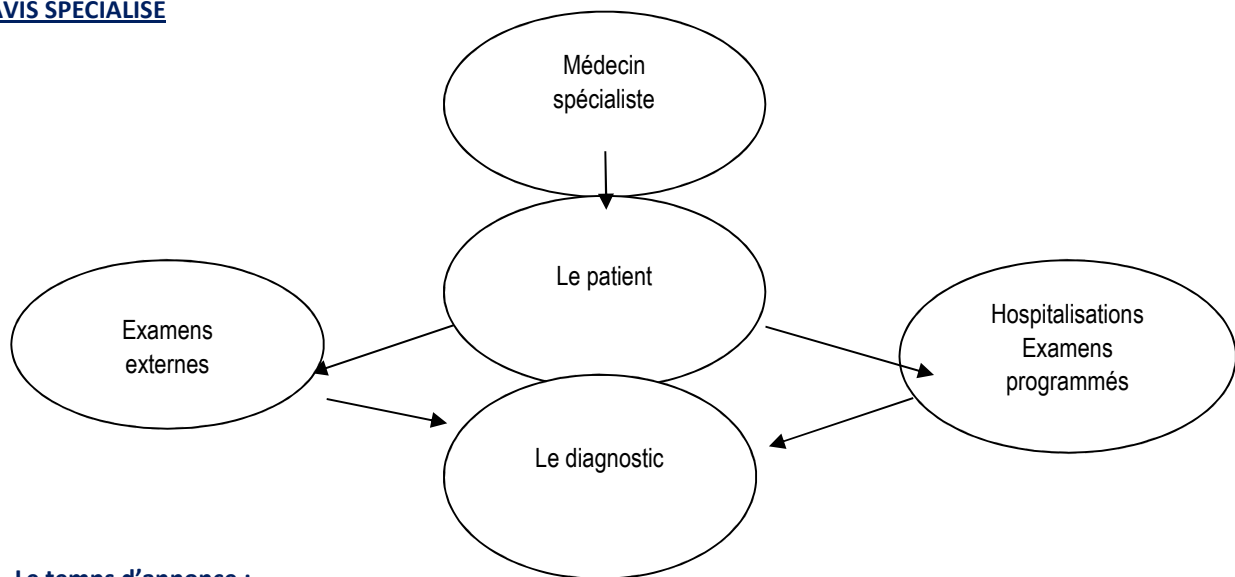 AVIS SPECIALISE
Médecin
spécialiste
Le patient
Examens
externes
Hospitalisations
Examens
programmés
Le diagnostic
Le temps d'annonce :